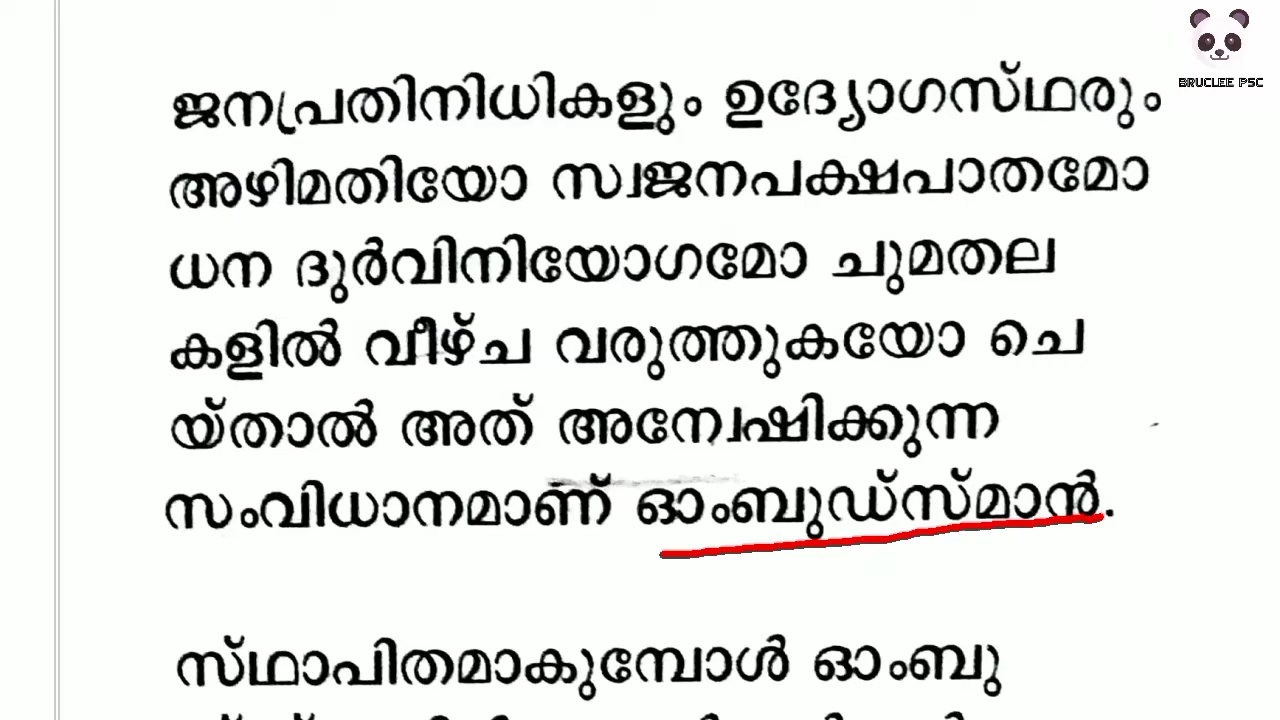 BRUCLEE PSC
ജനപ്രതിനിധികളും ഉദ്യോഗസ്ഥരും
അഴിമതിയോ സ്വജനപക്ഷപാതമോ
ധന ദുർവിനിയോഗമോ ചുമതല
കളിൽ വീഴ്ച വരുത്തുകയോ ചെ
യ്താൽ അത് അന്വേഷിക്കുന്ന
സംവിധാനമാണ് ഓംബുഡ്സ്മാൻ.
സ്ഥാപിതമാകുമ്പോൾ ഓംബു